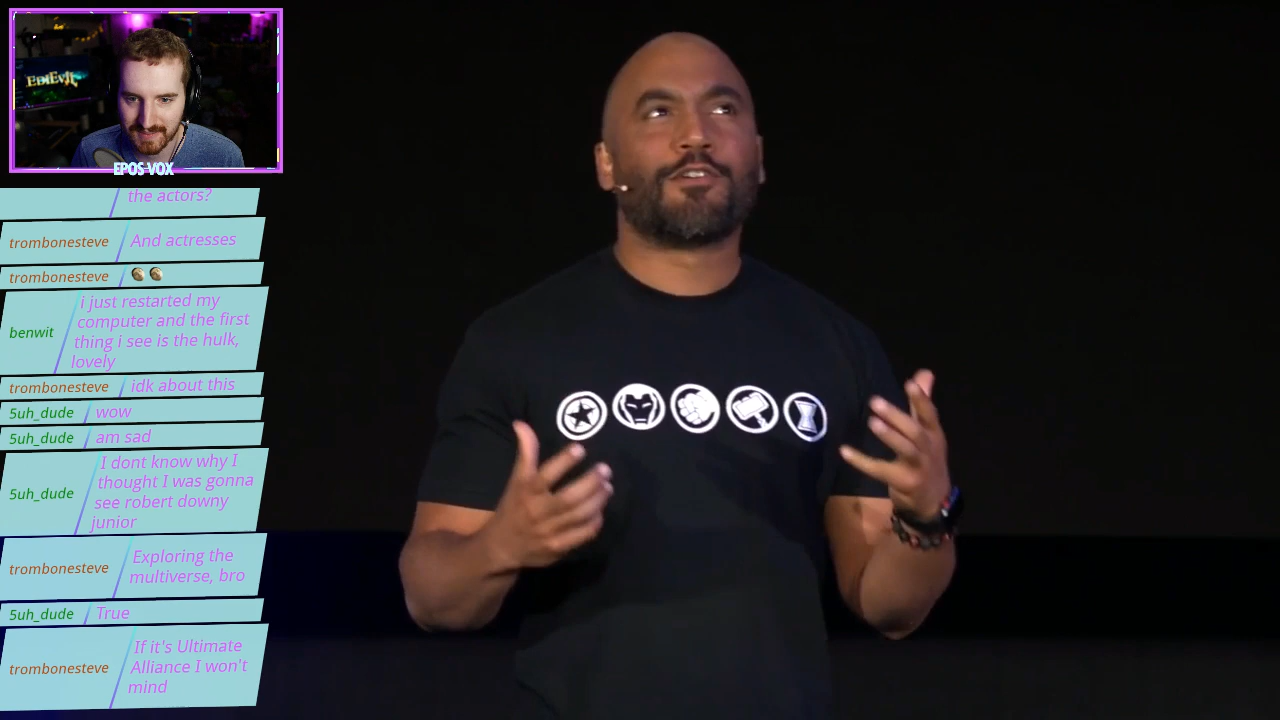 EPOS VOX
the actors?
trombonesteve And actresses
trombonesteve
i just restarted my
computer and the first
benwit thing i see is the hulk,
lovely
trombonesteve idk about this
5uh_dude wow
5uh_dude am sad
I dont know why I
thought I was gonna
5uh_dude see robert downy
junior
Exploring the
trombonesteve multiverse, bro
5uh_dude True
If it's Ultimate
trombonesteve Alliance I won't
mind